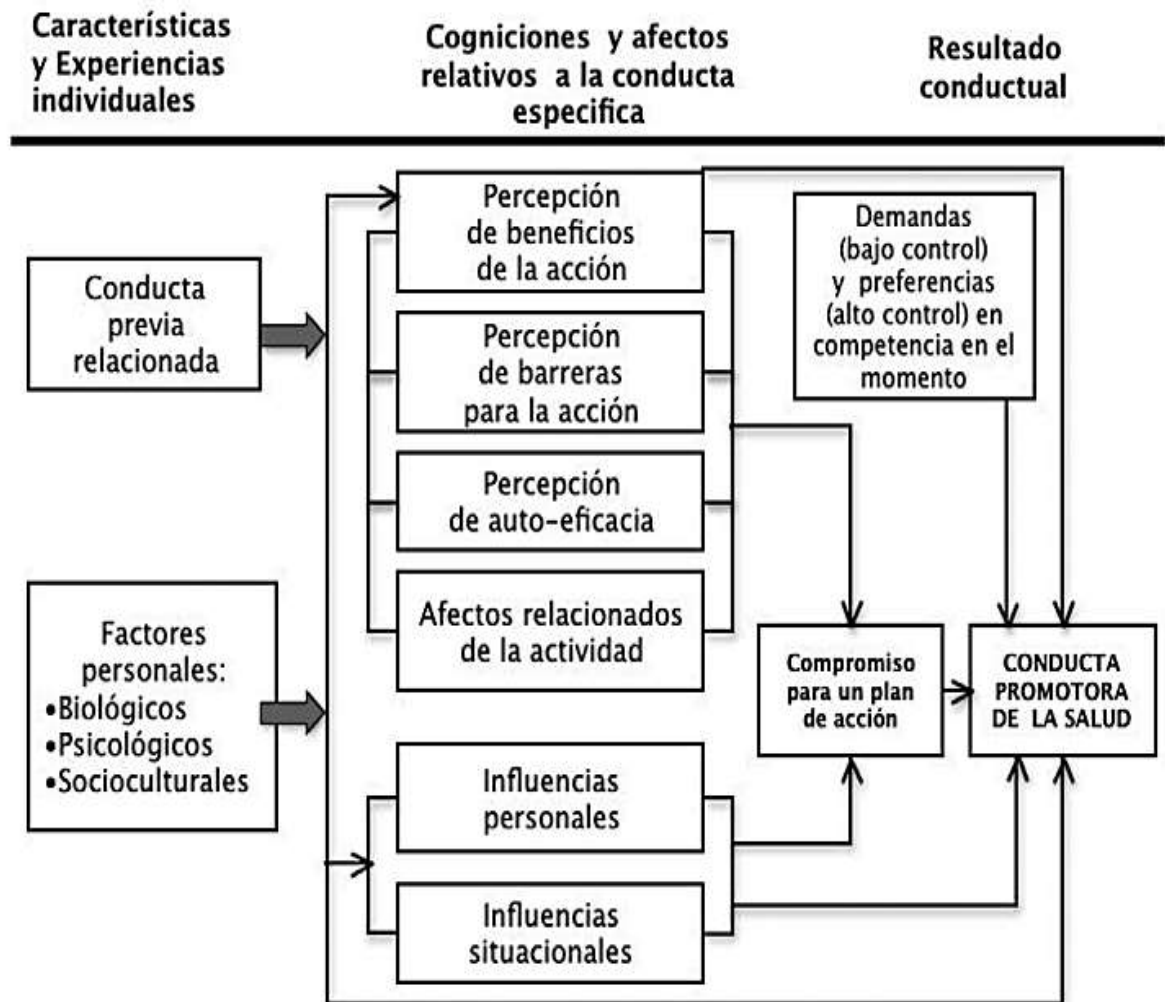 Características
y Experiencias
individuales
Cogniciones y afectos
relativos a la conducta
especifica
Resultado
conductual
Conducta
previa
relacionada
Factores
personales:
•Biológicos
•Psicológicos
•Socioculturales
Percepción
de beneficios
de la acción
Percepción
de barreras
para la acción
Percepción
de auto-eficacia
Afectos relacionados
de la actividad
Influencias
personales
Influencias
situacionales
Demandas
(bajo control)
y preferencias
(alto control) en
competencia en el
momento
Compromiso
para un plan
de acción
CONDUCTA
PROMOTORA
DE LA SALUD